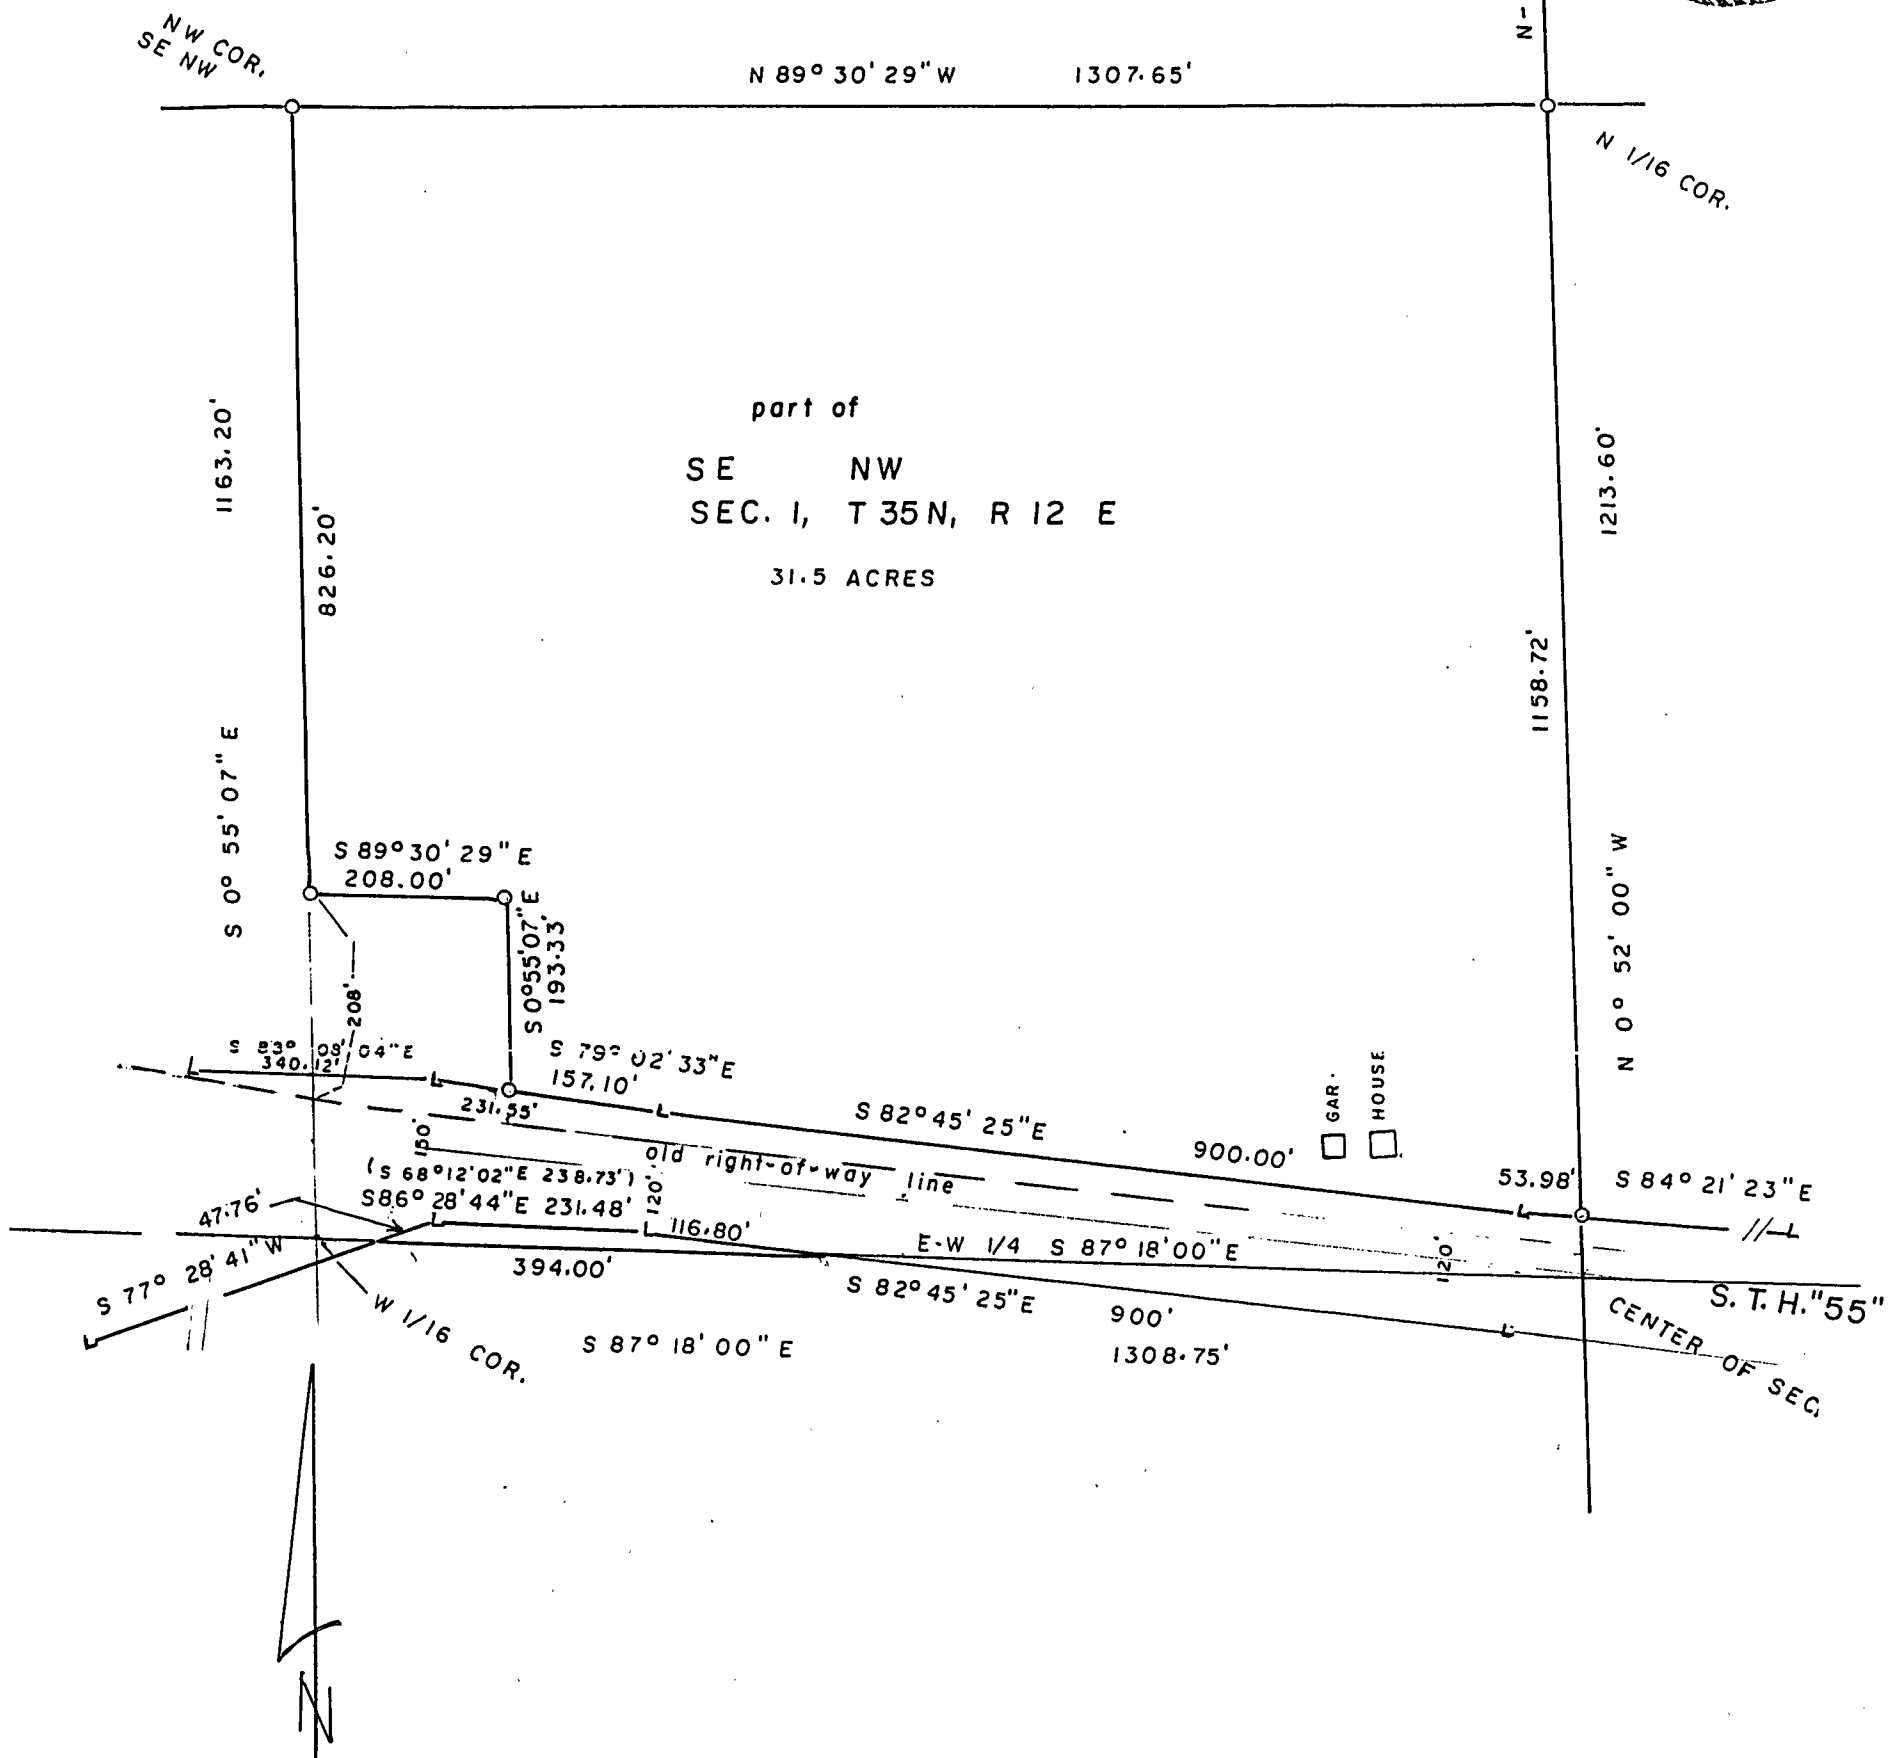 N-
NW COR.
SE NW
N 89° 30' 29" W 1307.65'
N 1/16 COR.
part of
SE NW
SEC. 1, T 35 N, R 12 E
31.5 ACRES
1163.20'
826.20'
1213.60'
1158.72'
S 0° 55' 07" E
N 0° 52' 00" W
S 89° 30' 29" E
208.00'
S 0° 55' 07" E
193.33'
208'
S 83° 08' 04" E
340.12'
S 79° 02' 33" E
157.10'
231.55'
S 82° 45' 25" E
900.00'
GAR.
HOUSE
53.98'
S 84° 21' 23" E
150'
old right-of-way line
(S 68° 12' 02" E 238.73')
S 86° 28' 44" E 231.48'
120'
47.76'
116.80'
E-W 1/4 S 87° 18' 00" E
120'
S 77° 28' 41" W
394.00'
S 82° 45' 25" E
900'
S.T.H. "55"
W 1/16 COR.
S 87° 18' 00" E
1308.75'
CENTER OF SEC.
N